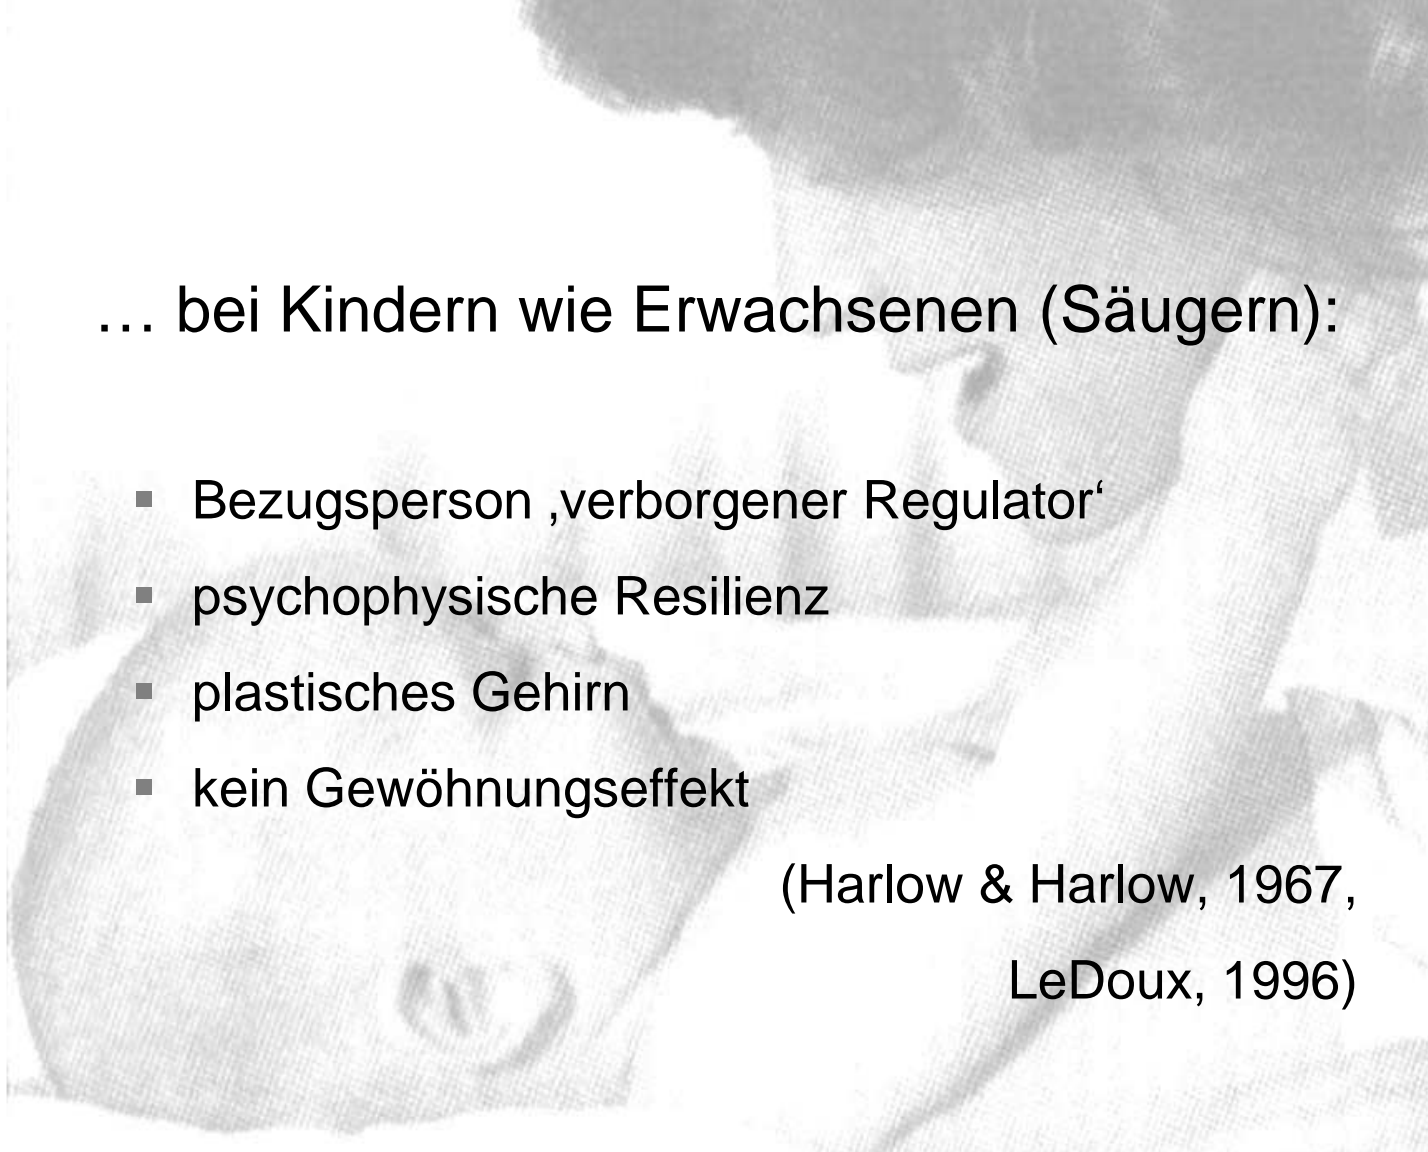 … bei Kindern wie Erwachsenen (Säugern):
▪ Bezugsperson ‚verborgener Regulator‘
▪ psychophysische Resilienz
▪ plastisches Gehirn
▪ kein Gewöhnungseffekt
(Harlow & Harlow, 1967,
LeDoux, 1996)